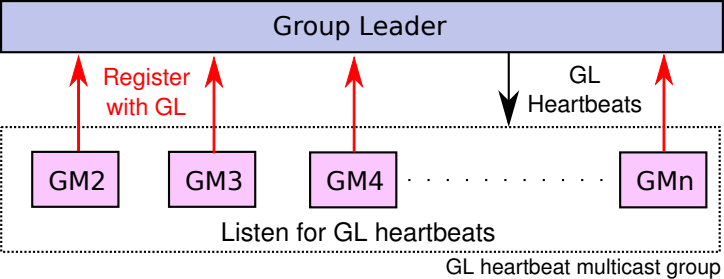 Group Leader
Register
with GL
GL
Heartbeats
GM2
GM3
GM4
. . . . . . . . . . .
GMn
Listen for GL heartbeats
GL heartbeat multicast group